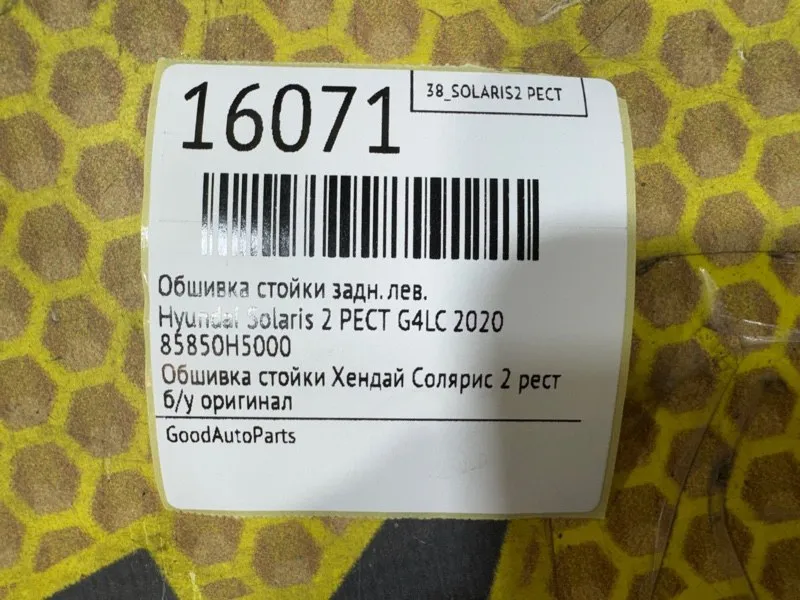 16071
38_SOLARIS2 РЕСТ
Обшивка стойки задн. лев.
Hyundai Solaris 2 РЕСТ G4LC 2020
85850H5000
Обшивка стойки Хендай Солярис 2 рест
б/у оригинал
GoodAutoParts